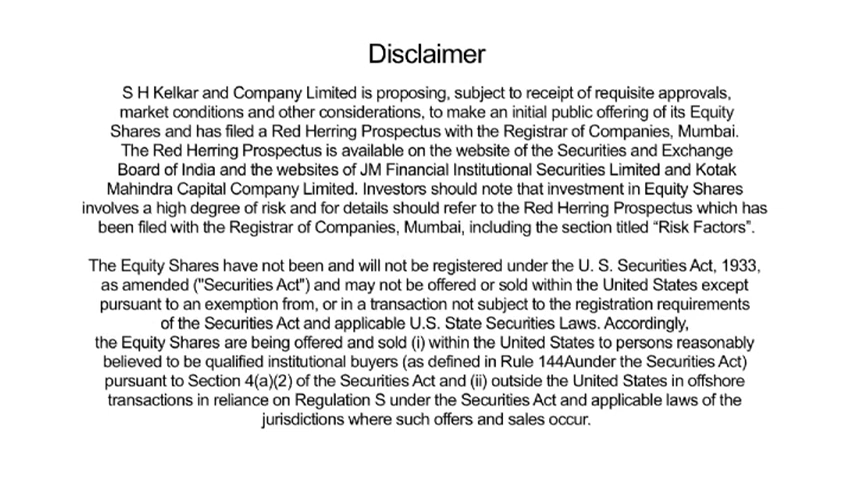 Disclaimer
S H Kelkar and Company Limited is proposing, subject to receipt of requisite approvals,
market conditions and other considerations, to make an initial public offering of its Equity
Shares and has filed a Red Herring Prospectus with the Registrar of Companies, Mumbai.
The Red Herring Prospectus is available on the website of the Securities and Exchange
Board of India and the websites of JM Financial Institutional Securities Limited and Kotak
Mahindra Capital Company Limited. Investors should note that investment in Equity Shares
involves a high degree of risk and for details should refer to the Red Herring Prospectus which has
been filed with the Registrar of Companies, Mumbai, including the section titled “Risk Factors”.
The Equity Shares have not been and will not be registered under the U. S. Securities Act, 1933,
as amended ("Securities Act") and may not be offered or sold within the United States except
pursuant to an exemption from, or in a transaction not subject to the registration requirements
of the Securities Act and applicable U.S. State Securities Laws. Accordingly,
the Equity Shares are being offered and sold (i) within the United States to persons reasonably
believed to be qualified institutional buyers (as defined in Rule 144Aunder the Securities Act)
pursuant to Section 4(a)(2) of the Securities Act and (ii) outside the United States in offshore
transactions in reliance on Regulation S under the Securities Act and applicable laws of the
jurisdictions where such offers and sales occur.